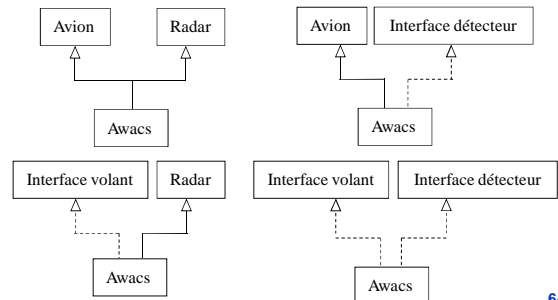 Avion Radar Avion Interface détecteur
Awacs Awacs
Interface volant Radar Interface volant Interface détecteur
Awacs Awacs